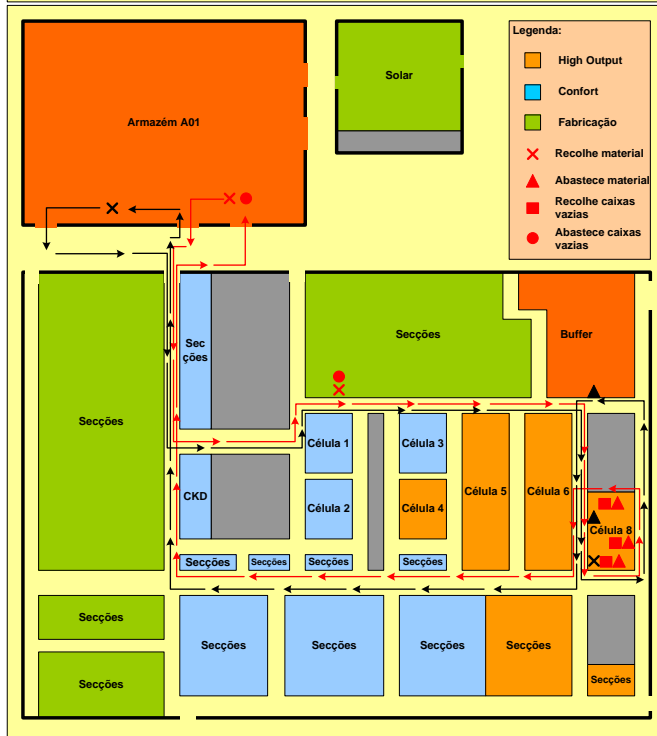 Legenda:
High Output
Confort
Fabricação
Recolhe material
Abastece material
Recolhe caixas
vazias
Abastece caixas
vazias
Armazém A01
Solar
Secções
Sec
ções
Secções
Buffer
Célula 1
Célula 3
CKD
Célula 2
Célula 4
Célula 5
Célula 6
Célula 8
Secções
Secções
Secções
Secções
Secções
Secções
Secções
Secções
Secções
Secções
Secções
Secções